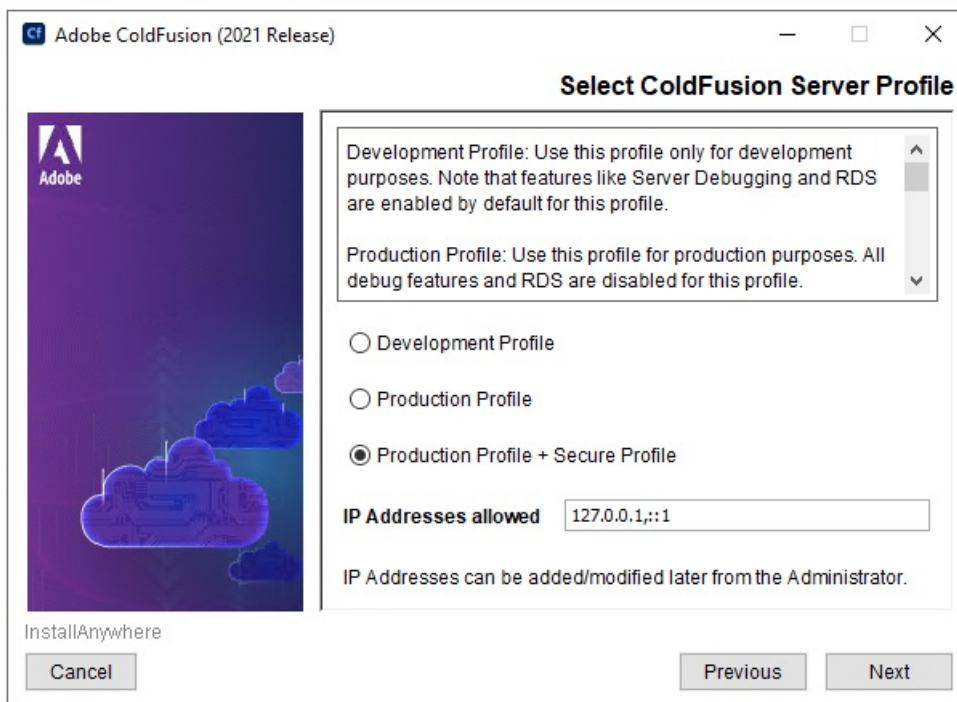 Cf Adobe ColdFusion (2021 Release)
Select ColdFusion Server Profile
Adobe
Development Profile: Use this profile only for development
purposes. Note that features like Server Debugging and RDS
are enabled by default for this profile.
Production Profile: Use this profile for production purposes. All
debug features and RDS are disabled for this profile.
Development Profile
Production Profile
Production Profile + Secure Profile
IP Addresses allowed 127.0.0.1,::1
IP Addresses can be added/modified later from the Administrator.
InstallAnywhere
Cancel Previous Next